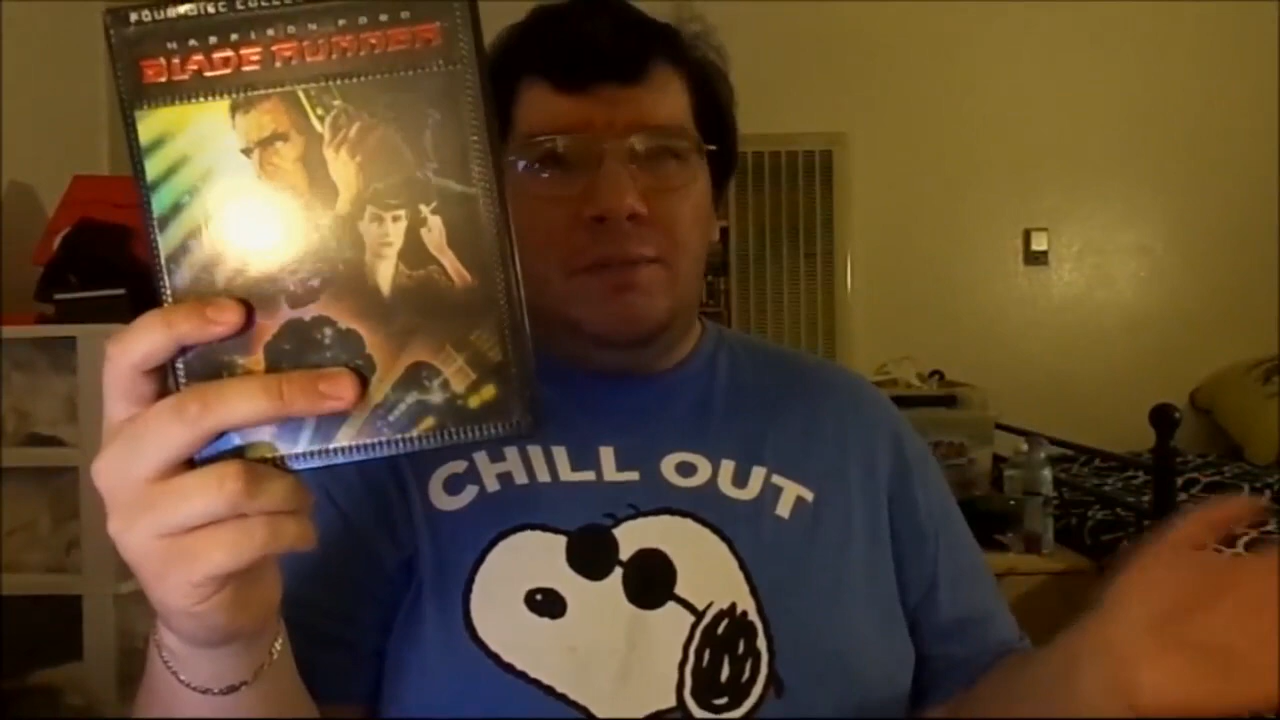 FOUR-DISC COLLE
HARRISON FORD
BLADE RUNNER
CHILL OUT